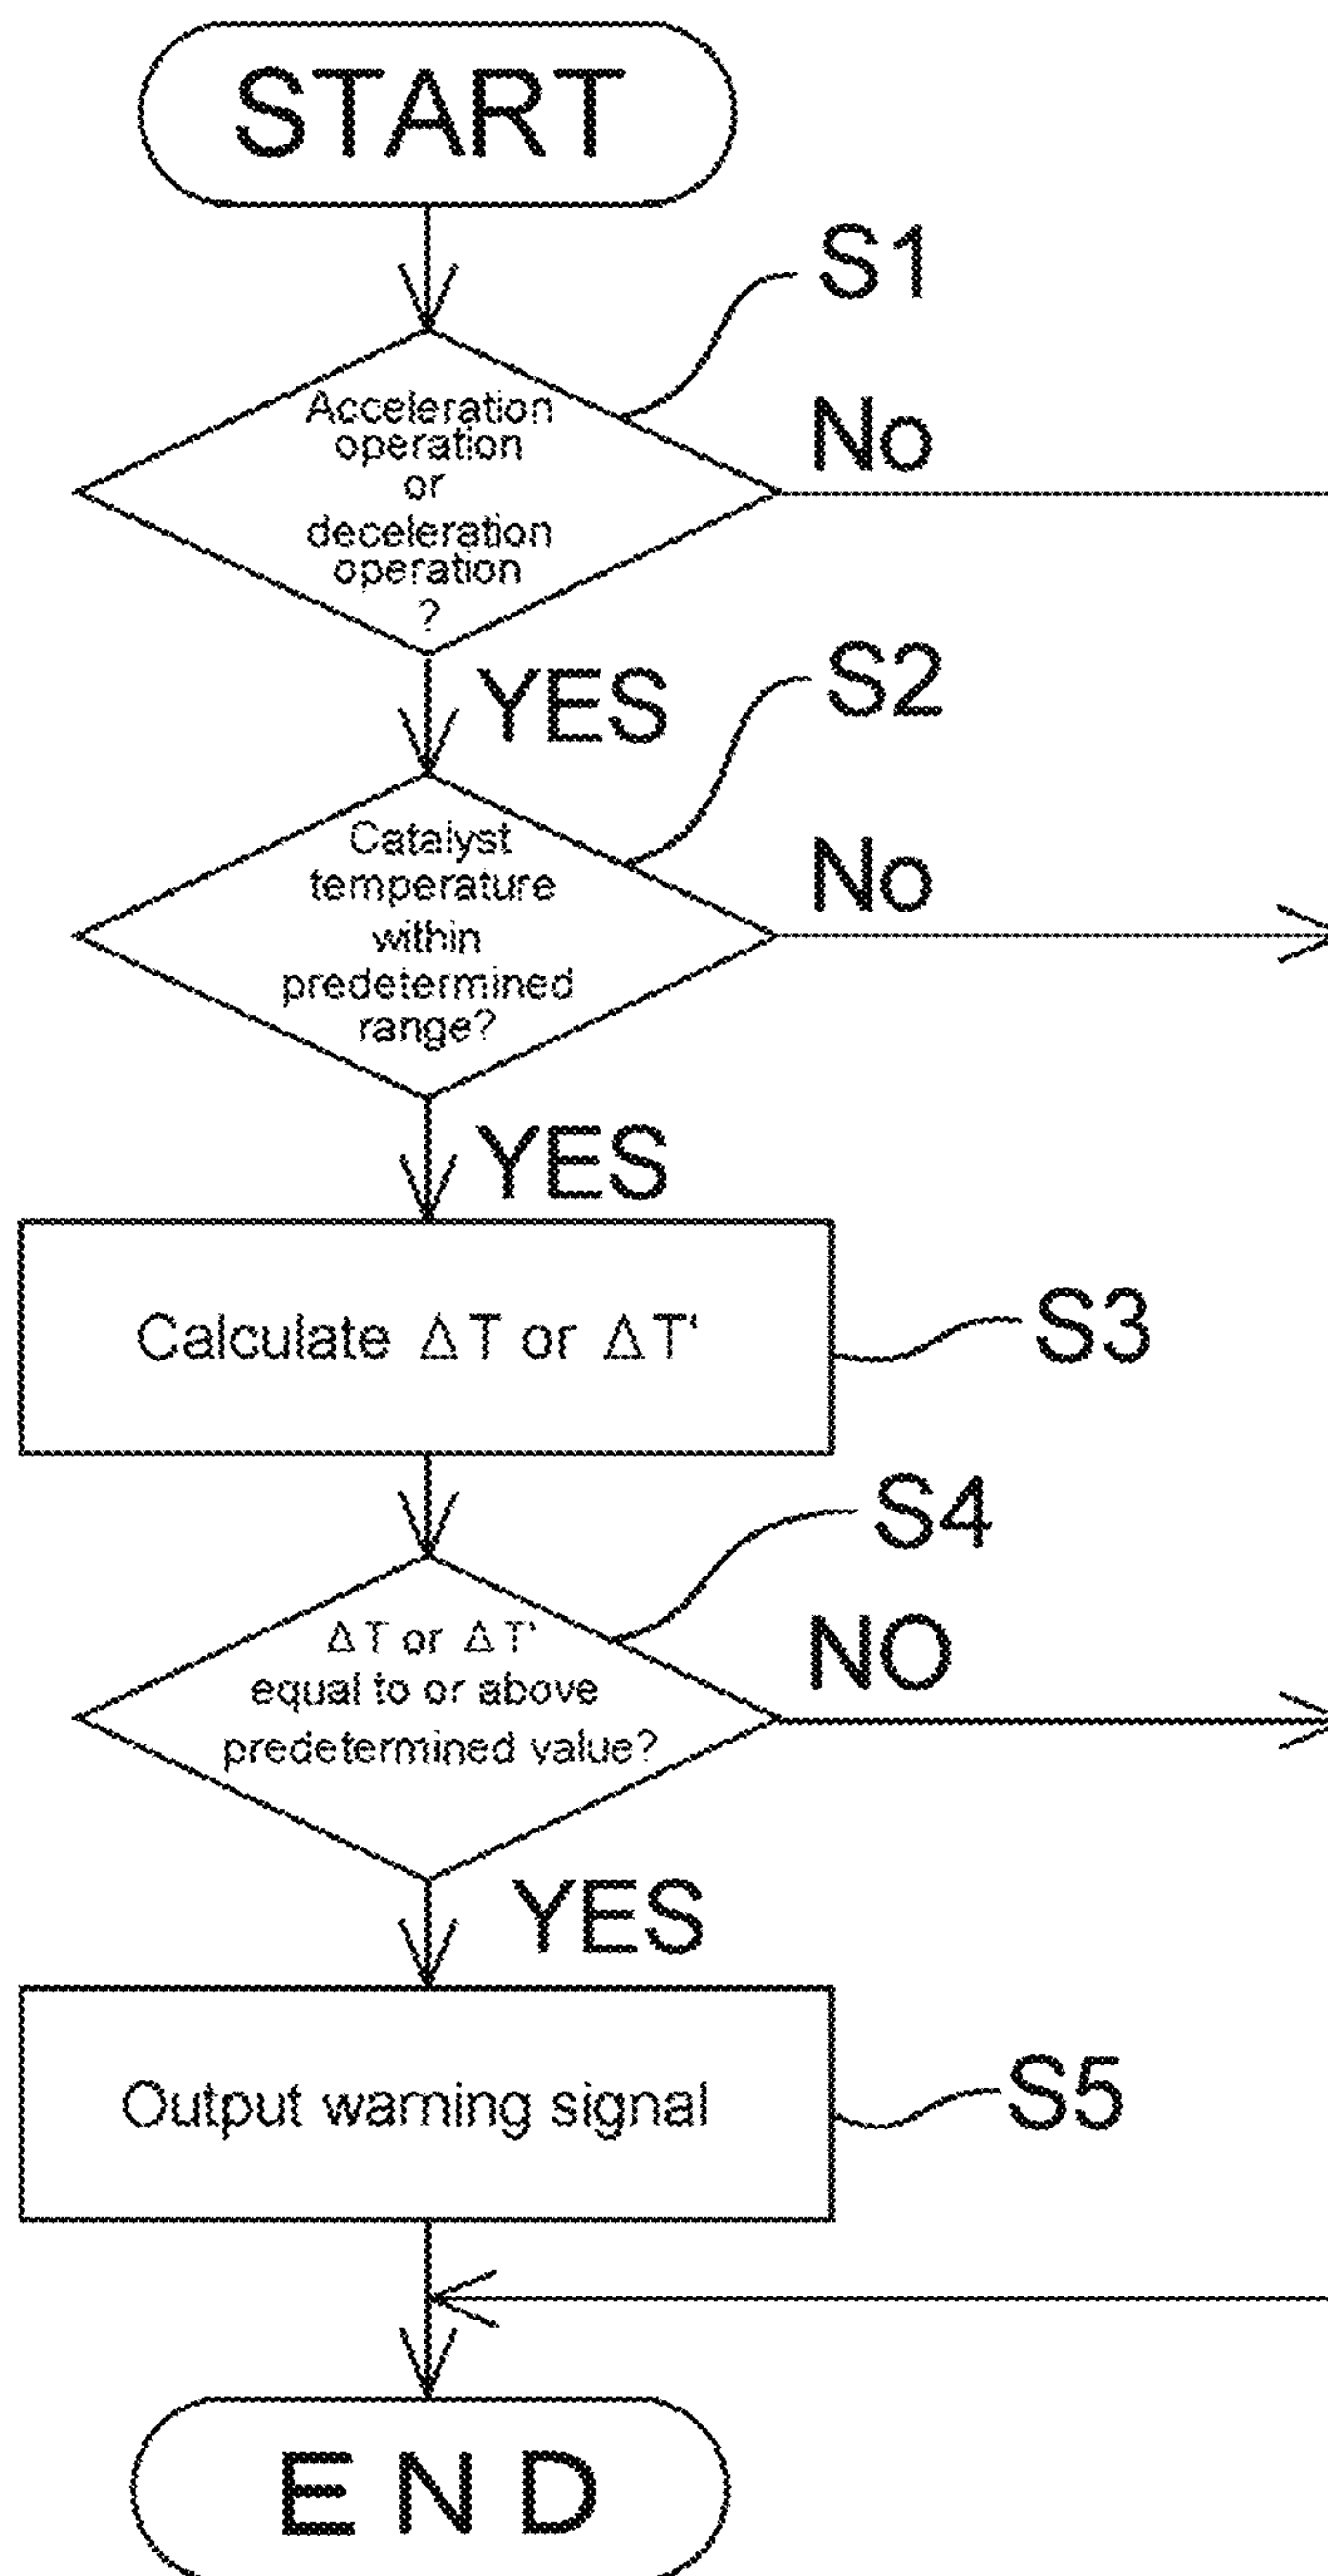 START
S1
Acceleration
operation
or
deceleration
operation
?
No
YES
S2
Catalyst
temperature
within
predetermined
range?
No
YES
Calculate ΔT or ΔT'
S3
S4
ΔT or ΔT'
equal to or above
predetermined value?
NO
YES
Output warning signal
S5
END